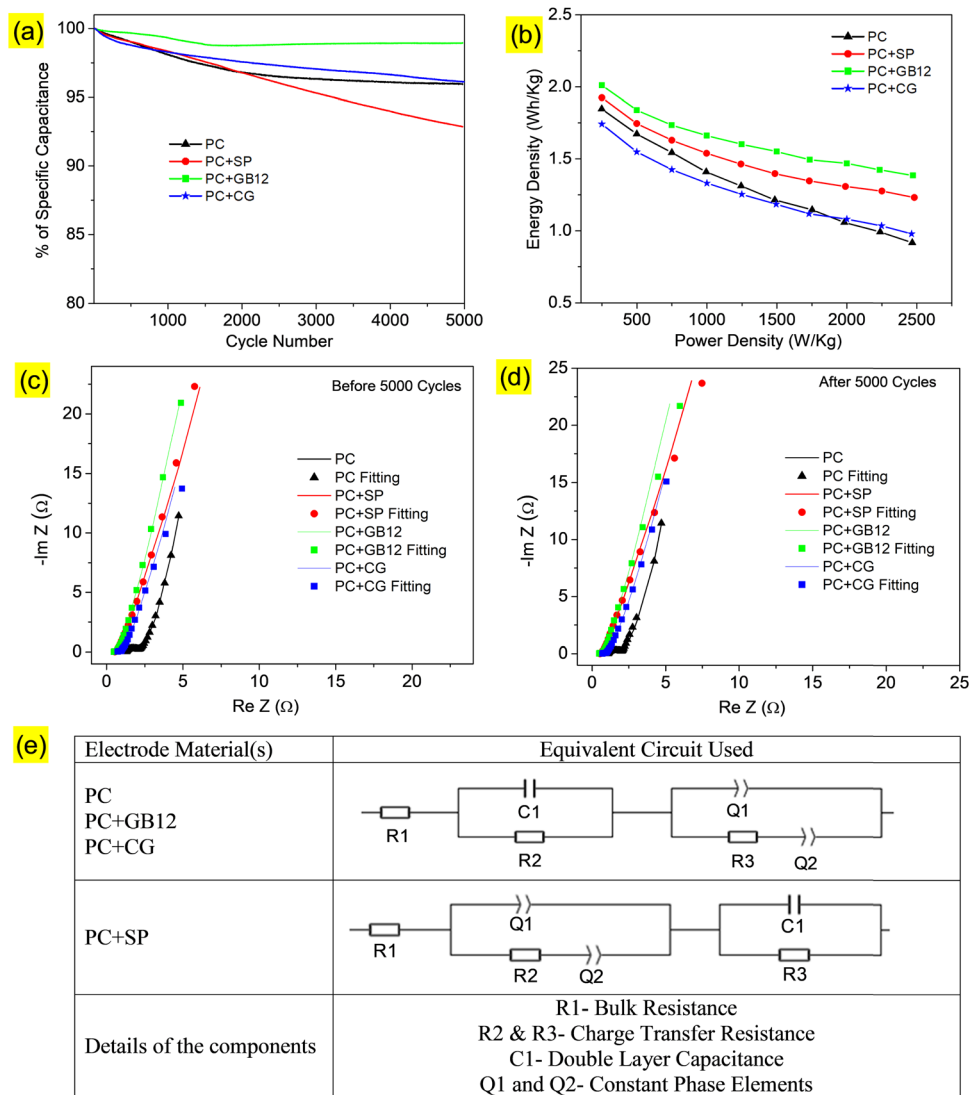 (a)
100
95
90
85
80
% of Specific Capacitance
PC
PC+SP
PC+GB12
PC+CG
1000
2000
3000
4000
5000
Cycle Number
(b)
2.5
2.0
1.5
1.0
0.5
Energy Density (Wh/Kg)
PC
PC+SP
PC+GB12
PC+CG
500
1000
1500
2000
2500
Power Density (W/Kg)
(c)
Before 5000 Cycles
20
15
10
5
0
-Im Z (Ω)
PC
PC Fitting
PC+SP
PC+SP Fitting
PC+GB12
PC+GB12 Fitting
PC+CG
PC+CG Fitting
0
5
10
15
20
Re Z (Ω)
(d)
After 5000 Cycles
25
20
15
10
5
0
-Im Z (Ω)
PC
PC Fitting
PC+SP
PC+SP Fitting
PC+GB12
PC+GB12 Fitting
PC+CG
PC+CG Fitting
0
5
10
15
20
25
Re Z (Ω)
(e)
Electrode Material(s)
Equivalent Circuit Used
PC
PC+GB12
PC+CG
R1
C1
R2
Q1
R3
Q2
PC+SP
R1
Q1
R2
Q2
C1
R3
Details of the components
R1- Bulk Resistance
R2 & R3- Charge Transfer Resistance
C1- Double Layer Capacitance
Q1 and Q2- Constant Phase Elements